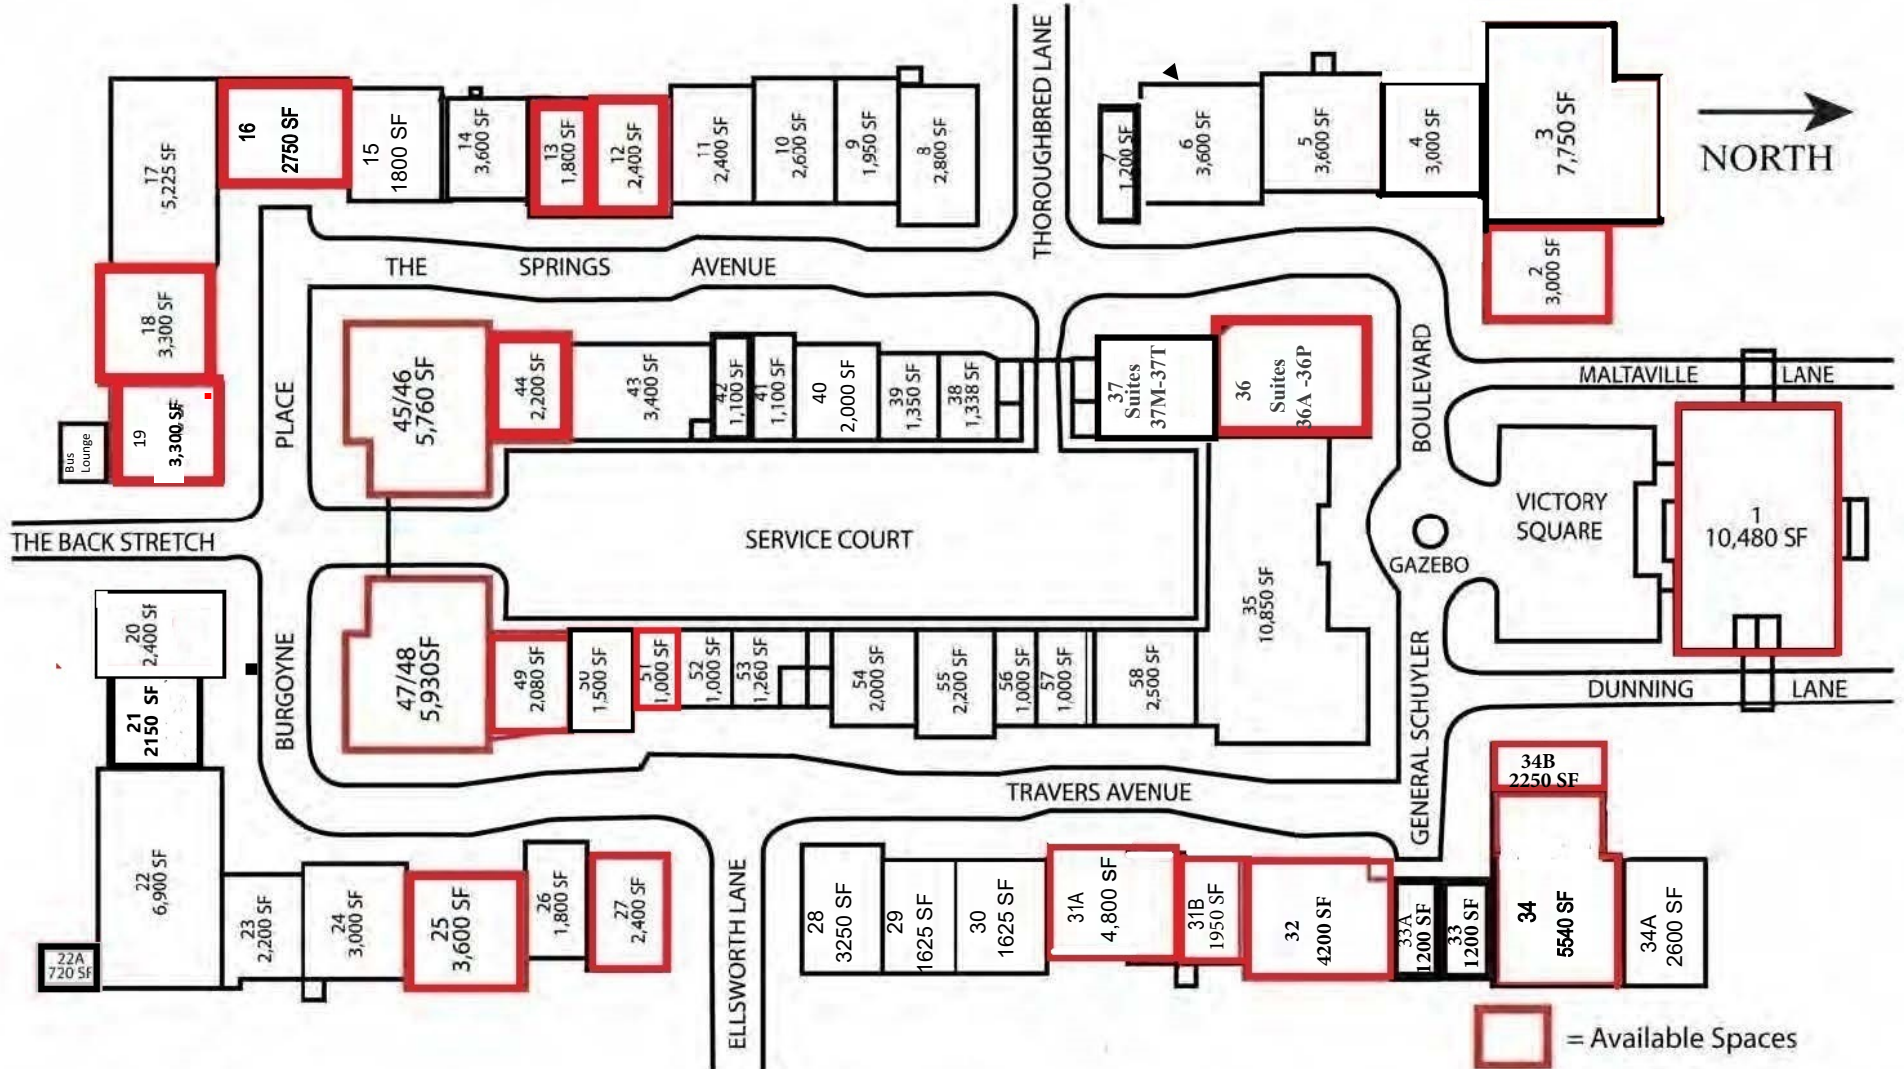 17
5,225 SF
16
2750 SF
15
1800 SF
14
3,600 SF
13
1,800 SF
12
2,400 SF
11
2,400 SF
10
2,600 SF
9
1,950 SF
8
2,800 SF
THOROUGHBRED LANE
7
1,200 SF
6
3,600 SF
5
3,600 SF
4
3,000 SF
3
7,750 SF
NORTH
2
3,000 SF
THE SPRINGS AVENUE
18
3,300 SF
19
3,300 SF
Bus
Lounge
BURGOYNE PLACE
45/46
5,760 SF
44
2,200 SF
43
3,400 SF
42
1,100 SF
41
1,100 SF
40
2,000 SF
39
1,350 SF
38
1,338 SF
37
Suites
37M-37T
36
Suites
36A -36P
GENERAL SCHUYLER BOULEVARD
MALTAVILLE LANE
THE BACK STRETCH
SERVICE COURT
GAZEBO
VICTORY
SQUARE
1
10,480 SF
20
2,400 SF
21
2150 SF
47/48
5,930SF
49
2,080 SF
50
1,500 SF
51
1,000 SF
52
1,000 SF
53
1,260 SF
54
2,000 SF
55
2,200 SF
56
1,000 SF
57
1,000 SF
58
2,500 SF
35
10,850 SF
DUNNING LANE
TRAVERS AVENUE
22
6,900 SF
22A
720 SF
23
2,200 SF
24
3,000 SF
25
3,600 SF
26
1,800 SF
27
2,400 SF
ELLSWORTH LANE
28
3250 SF
29
1625 SF
30
1625 SF
31A
4,800 SF
31B
1950 SF
32
4200 SF
33A
1200 SF
33
1200 SF
34B
2250 SF
34
5540 SF
34A
2600 SF
= Available Spaces